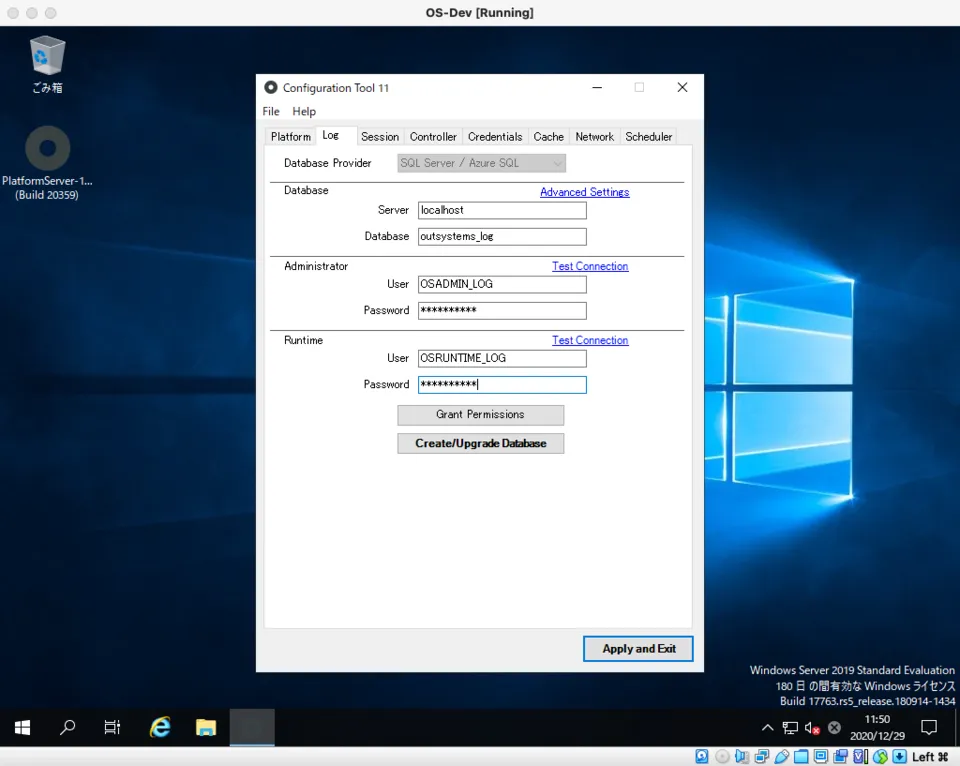 OS-Dev [Running]
ごみ箱
PlatformServer-1...
(Build 20359)
Configuration Tool 11
File Help
Platform Log Session Controller Credentials Cache Network Scheduler
Database Provider SQL Server / Azure SQL
Database Advanced Settings
Server localhost
Database outsystems_log
Administrator Test Connection
User OSADMIN_LOG
Password **********
Runtime Test Connection
User OSRUNTIME_LOG
Password **********
Grant Permissions
Create/Upgrade Database
Apply and Exit
Windows Server 2019 Standard Evaluation
180 日の間有効な Windows ライセンス
Build 17763.rs5_release.180914-1434
11:50
2020/12/29
Left ⌘